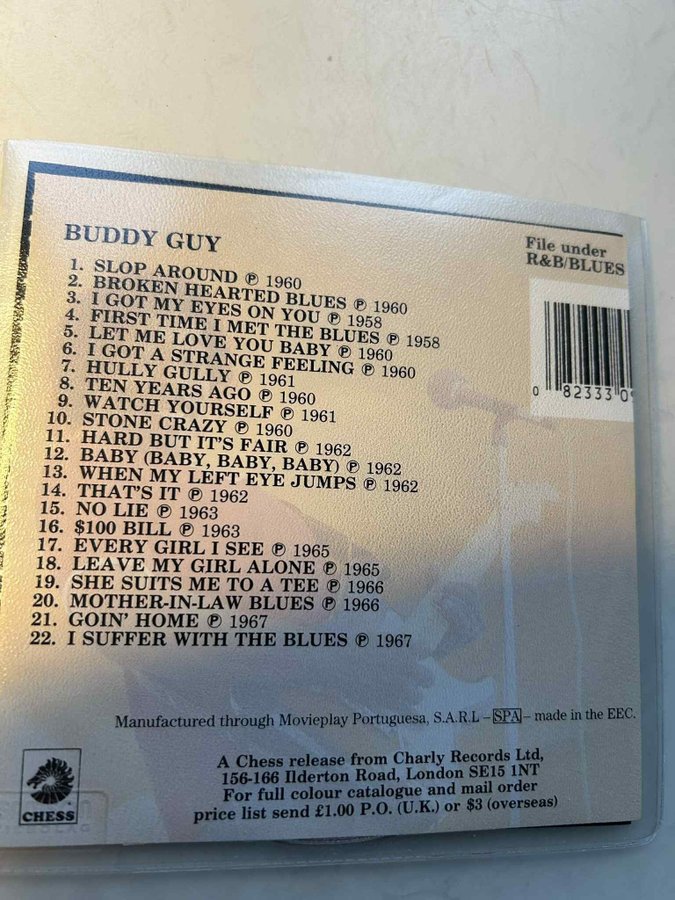 BUDDY GUY
File under
R&B/BLUES
1. SLOP AROUND ℗ 1960
2. BROKEN HEARTED BLUES ℗ 1960
3. I GOT MY EYES ON YOU ℗ 1958
4. FIRST TIME I MET THE BLUES ℗ 1958
5. LET ME LOVE YOU BABY ℗ 1960
6. I GOT A STRANGE FEELING ℗ 1960
7. HULLY GULLY ℗ 1961
8. TEN YEARS AGO ℗ 1960
9. WATCH YOURSELF ℗ 1961
10. STONE CRAZY ℗ 1960
11. HARD BUT IT'S FAIR ℗ 1962
12. BABY (BABY, BABY, BABY) ℗ 1962
13. WHEN MY LEFT EYE JUMPS ℗ 1962
14. THAT'S IT ℗ 1962
15. NO LIE ℗ 1963
16. $100 BILL ℗ 1963
17. EVERY GIRL I SEE ℗ 1965
18. LEAVE MY GIRL ALONE ℗ 1965
19. SHE SUITS ME TO A TEE ℗ 1966
20. MOTHER-IN-LAW BLUES ℗ 1966
21. GOIN' HOME ℗ 1967
22. I SUFFER WITH THE BLUES ℗ 1967
0 82333 0
Manufactured through Movieplay Portuguesa, S.A.R.L – SPA – made in the EEC.
A Chess release from Charly Records Ltd,
156-166 Ilderton Road, London SE15 1NT
For full colour catalogue and mail order
price list send £1.00 P.O. (U.K.) or $3 (overseas)
CHESS